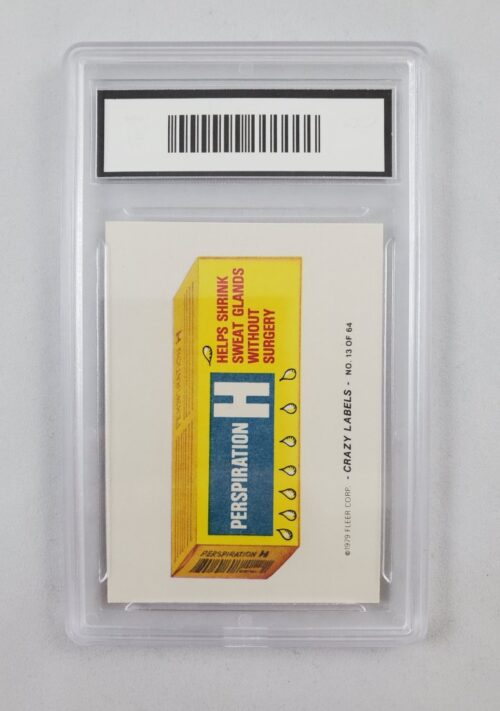 HELPS SHRINK
SWEAT GLANDS
WITHOUT
SURGERY
PERSPIRATION H
PERSPIRATION H
©1979 FLEER CORP. - CRAZY LABELS - NO. 13 OF 64